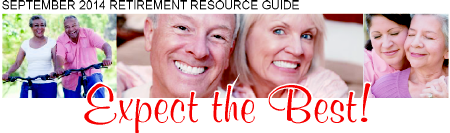 SEPTEMBER 2014 RETIREMENT RESOURCE GUIDE
Expect the Best!